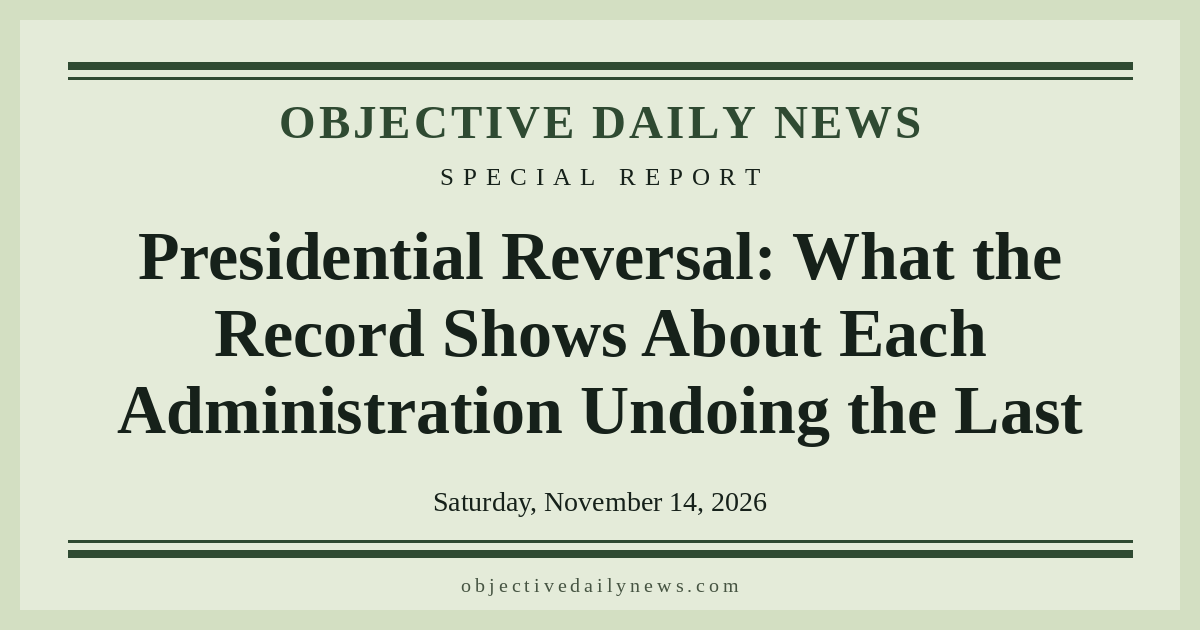 OBJECTIVE DAILY NEWS
SPECIAL REPORT
Presidential Reversal: What the
Record Shows About Each
Administration Undoing the Last
Saturday, November 14, 2026
objectivedailynews.com